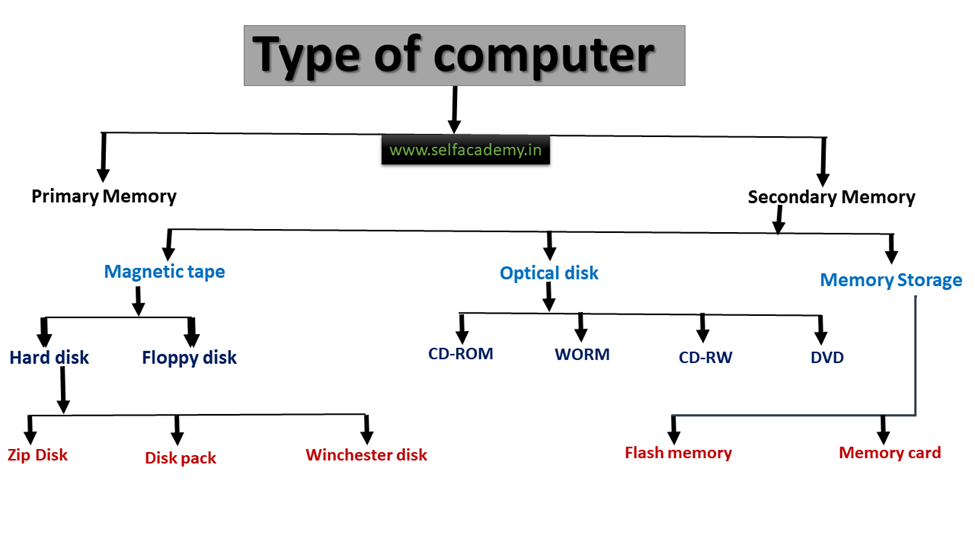 Type of computer
www.selfacademy.in
Primary Memory
Secondary Memory
Magnetic tape
Optical disk
Memory Storage
Hard disk
Floppy disk
CD-ROM
WORM
CD-RW
DVD
Zip Disk
Disk pack
Winchester disk
Flash memory
Memory card